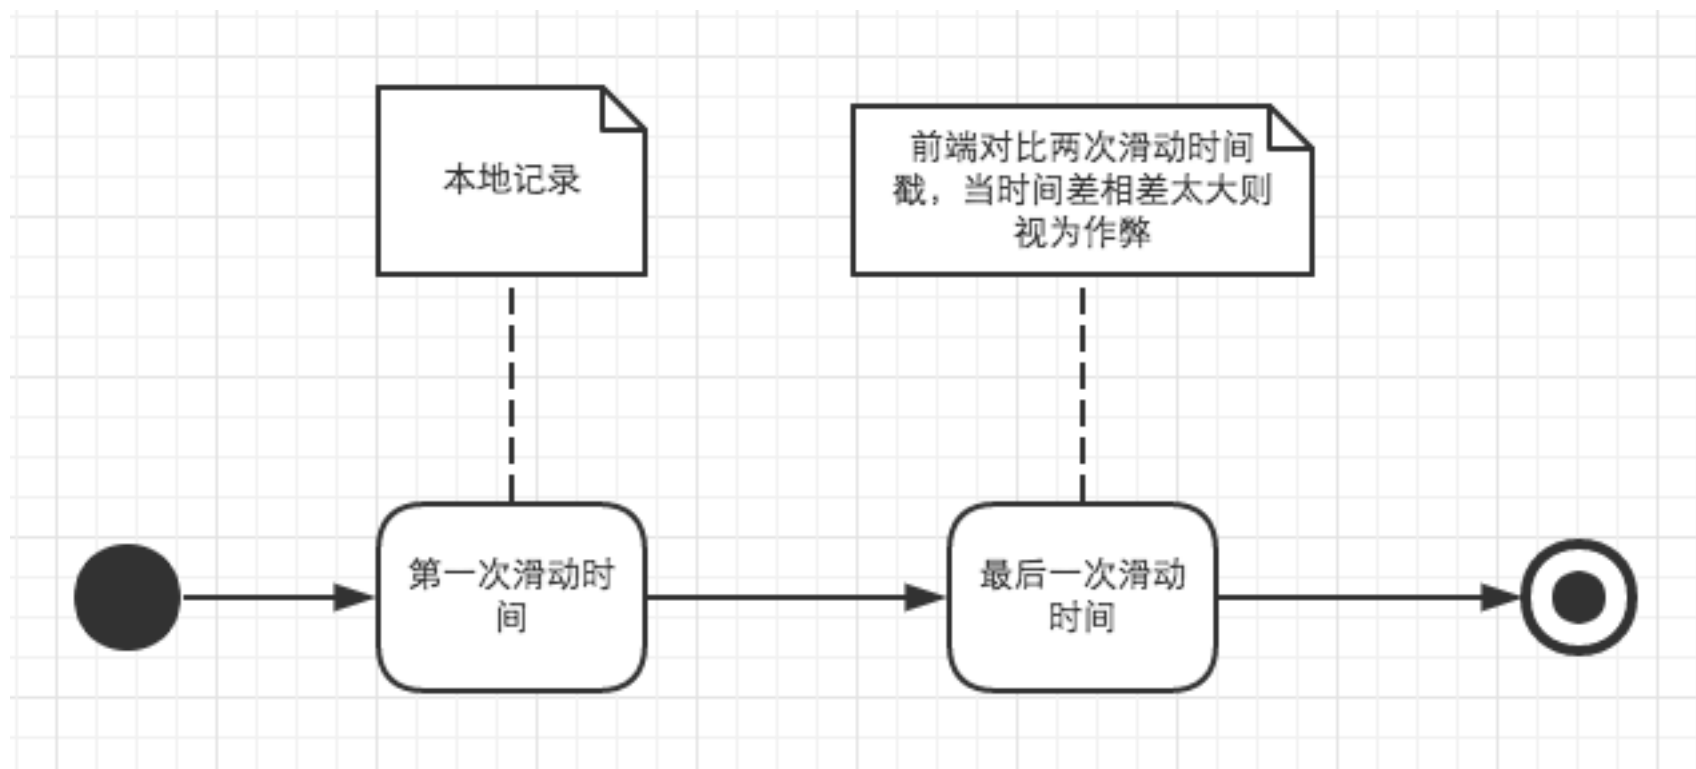 本地记录
前端对比两次滑动时间
戳，当时间差相差太大则
视为作弊
第一次滑动时
间
最后一次滑动
时间